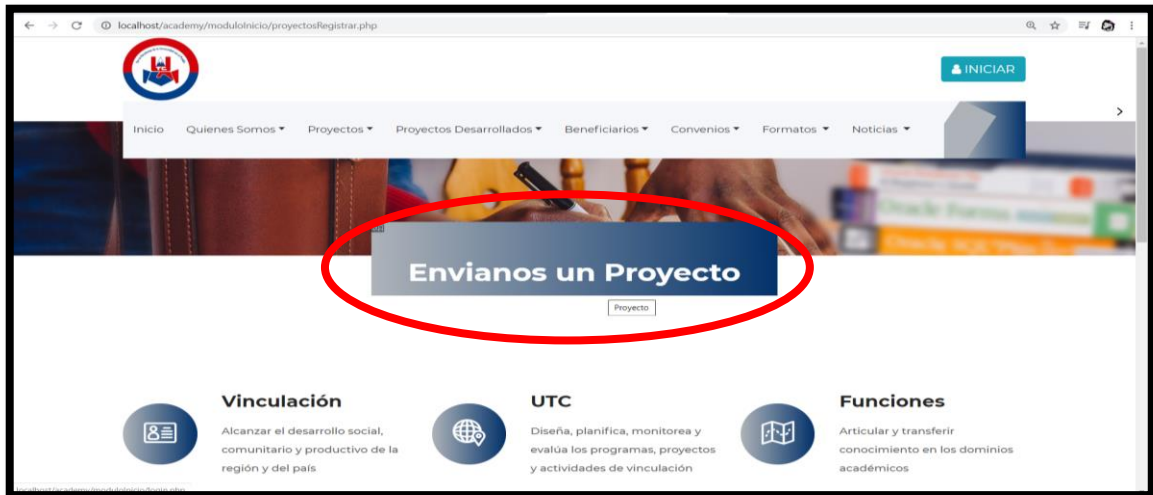 localhost/academy/moduloInicio/proyectosRegistrar.php
INICIAR
Inicio Quienes Somos Proyectos Proyectos Desarrollados Beneficiarios Convenios Formatos Noticias
Envianos un Proyecto
Proyecto
Vinculación
Alcanzar el desarrollo social,
comunitario y productivo de la
región y del país
UTC
Diseña, planifica, monitorea y
evalúa los programas, proyectos
y actividades de vinculación
Funciones
Articular y transferir
conocimiento en los dominios
académicos
localhost/academy/moduloInicio/login.php